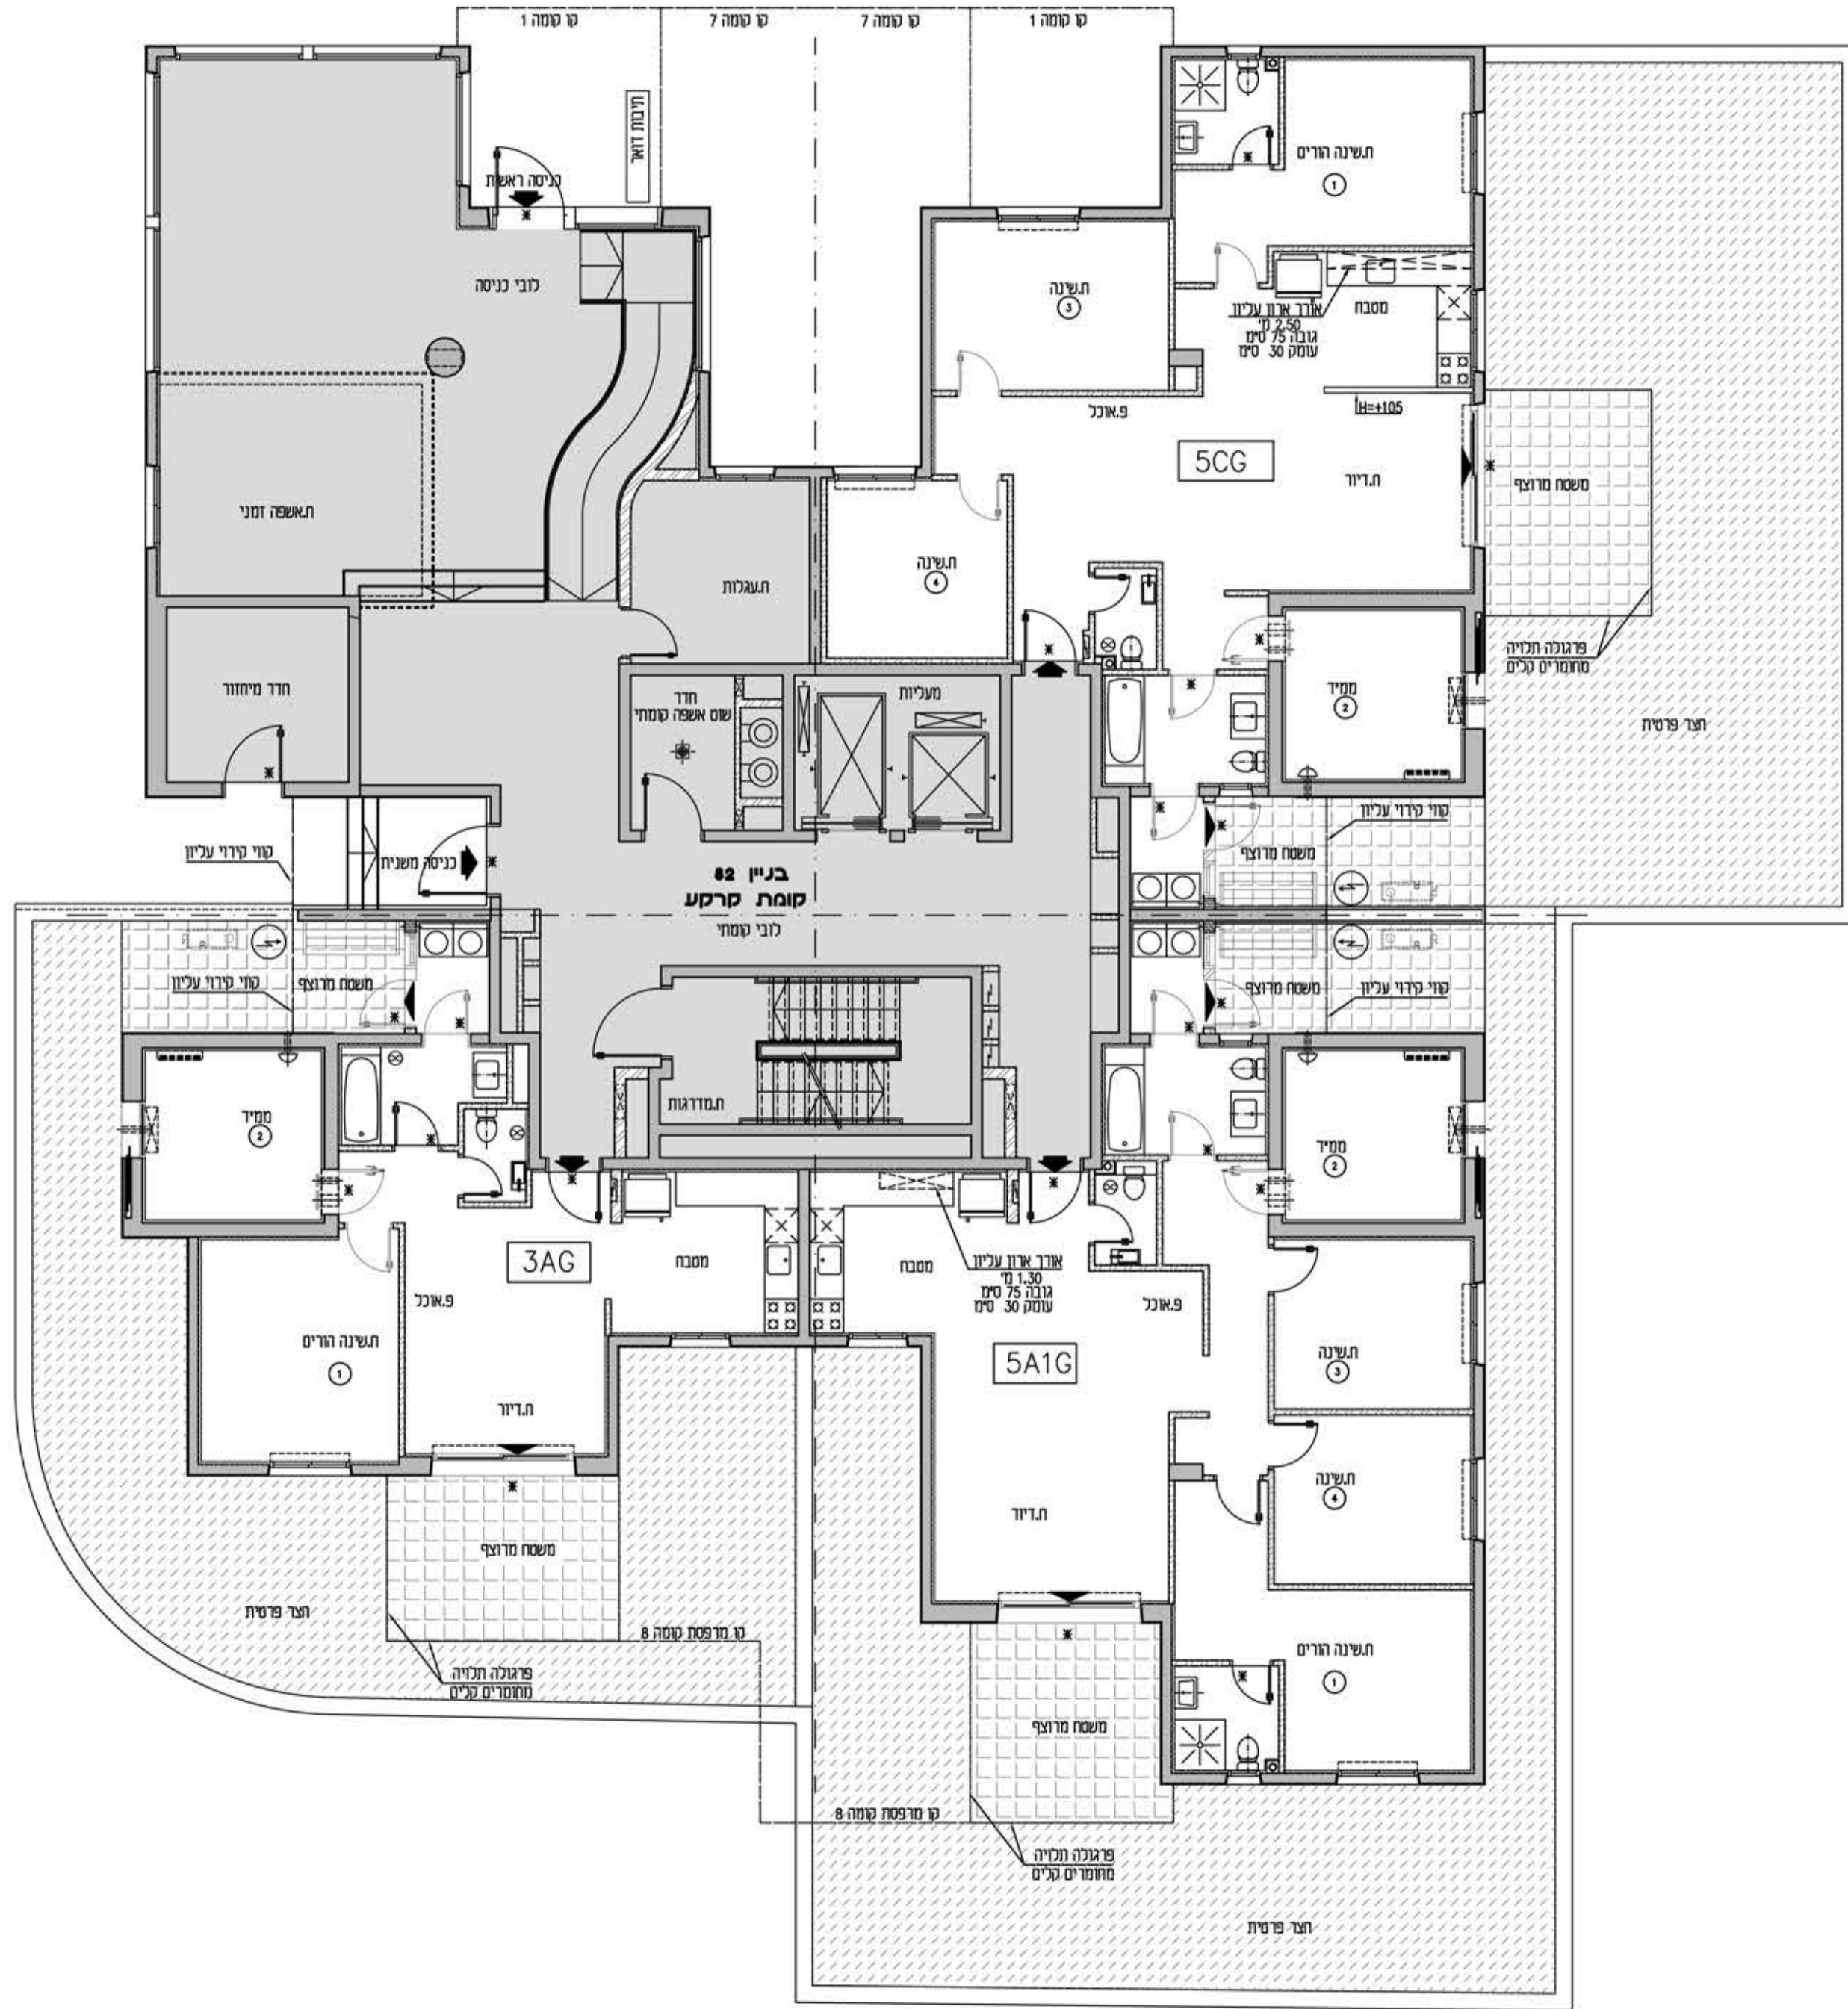 קו קומה 1
קו קומה 7
קו קומה 7
קו קומה 1
תיבות דואר
כניסה ראשית
לובי כניסה
ח.אשפה זמני
ח.עגלות
חדר מיחזור
חדר
שוט אשפה קומתי
מעליות
כניסה משנית
קווי קירוי עליון
בניין 82
קומת קרקע
לובי קומתי
ח.מדרגות
ח.שינה הורים
1
ח.שינה
3
מטבח
אורך ארון עליון
2.50 מ'
גובה 75 ס"מ
עומק 30 ס"מ
H=+105
פ.אוכל
5CG
ח.דיור
משטח מרוצף
ח.שינה
4
פרגולה תלויה
מחומרים קלים
ממ"ד
2
חצר פרטית
קווי קירוי עליון
משטח מרוצף
משטח מרוצף
קווי קירוי עליון
קווי קירוי עליון
משטח מרוצף
ממ"ד
2
3AG
מטבח
פ.אוכל
ח.שינה הורים
1
ח.דיור
משטח מרוצף
חצר פרטית
פרגולה תלויה
מחומרים קלים
קו מרפסת קומה 8
ממ"ד
2
מטבח
אורך ארון עליון
1.30 מ'
גובה 75 ס"מ
עומק 30 ס"מ
פ.אוכל
5A1G
ח.שינה
3
ח.שינה
4
ח.דיור
ח.שינה הורים
1
משטח מרוצף
קו מרפסת קומה 8
פרגולה תלויה
מחומרים קלים
חצר פרטית